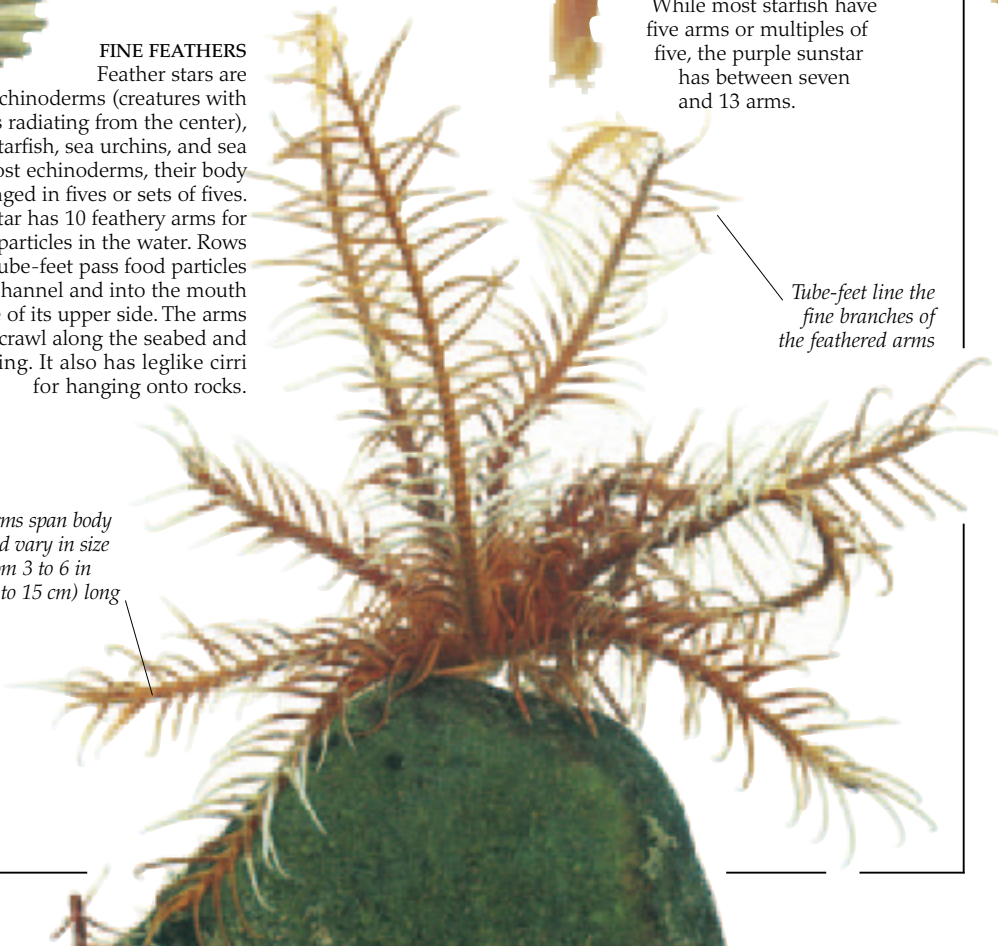 While most starfish have
five arms or multiples of
five, the purple sunstar
has between seven
and 13 arms.
FINE FEATHERS
Feather stars are
chinoderms (creatures with
s radiating from the center),
tarfish, sea urchins, and sea
ost echinoderms, their body
nged in fives or sets of fives.
tar has 10 feathery arms for
particles in the water. Rows
ube-feet pass food particles
hannel and into the mouth
e of its upper side. The arms
crawl along the seabed and
ing. It also has leglike cirri
for hanging onto rocks.
Tube-feet line the
fine branches of
the feathered arms
rms span body
d vary in size
om 3 to 6 in
to 15 cm) long